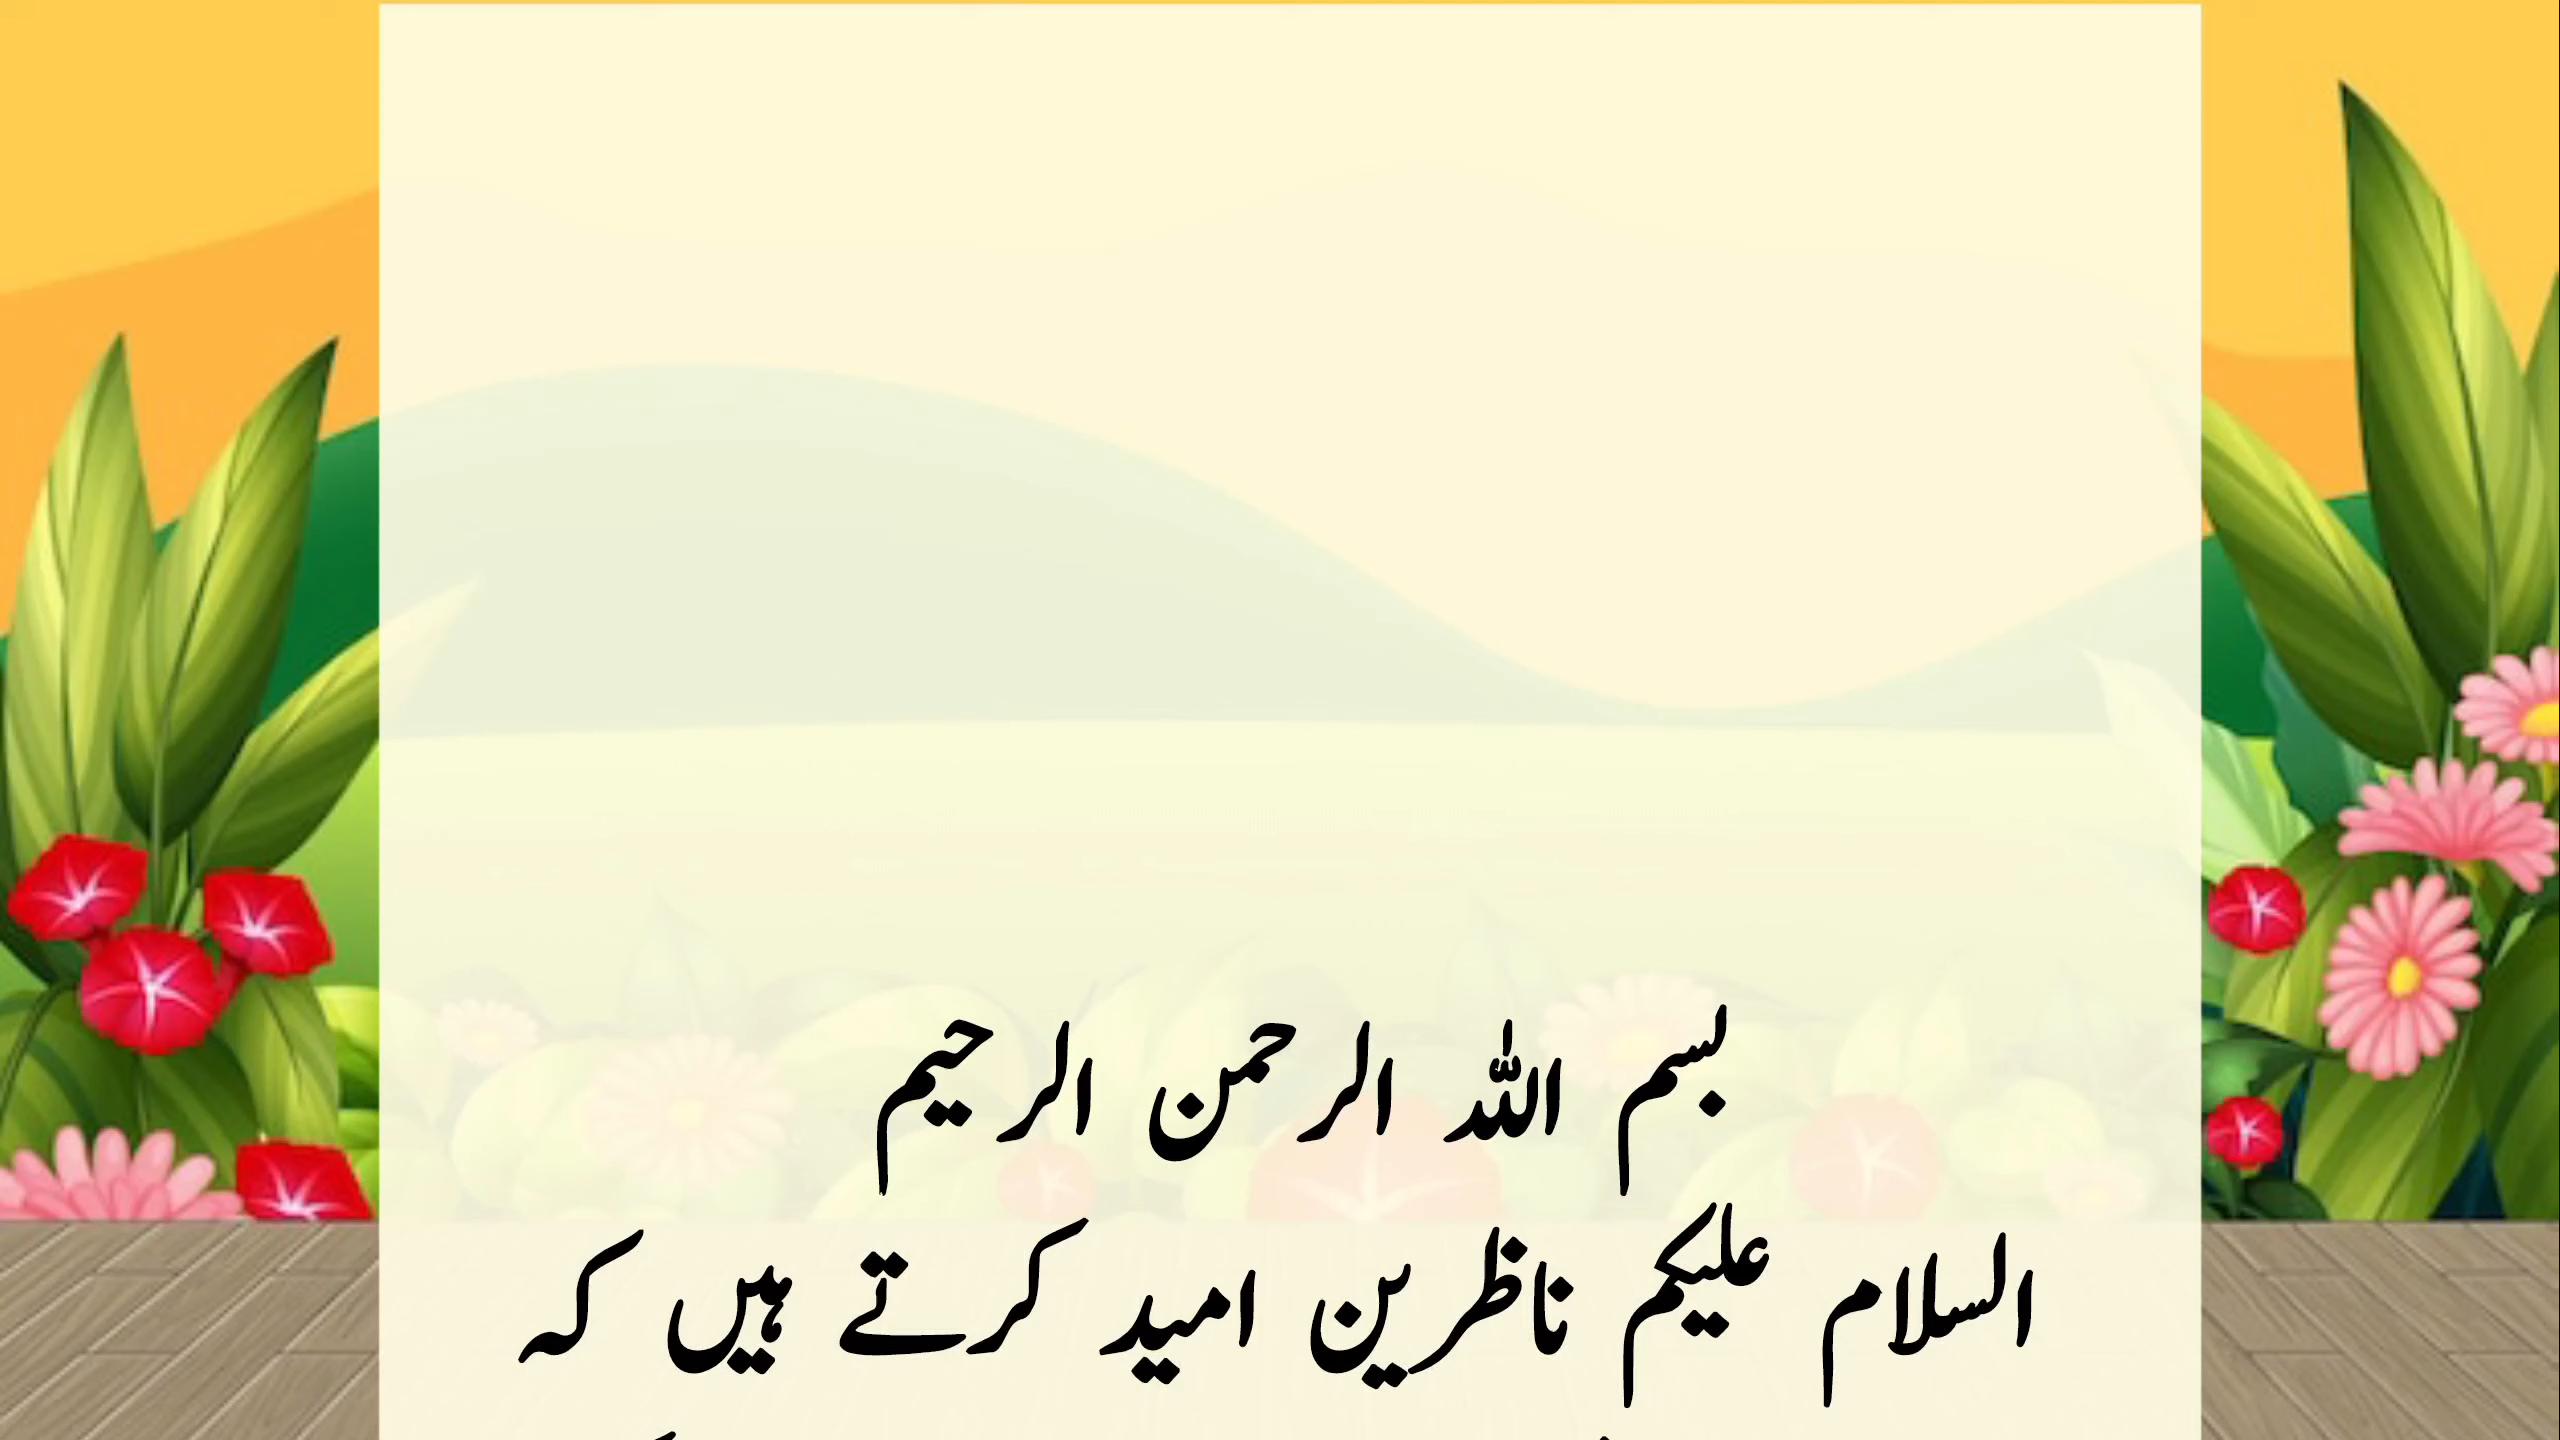 بسم اللہ الرحمن الرحیم
السلام علیکم ناظرین امید کرتے ہیں کہ